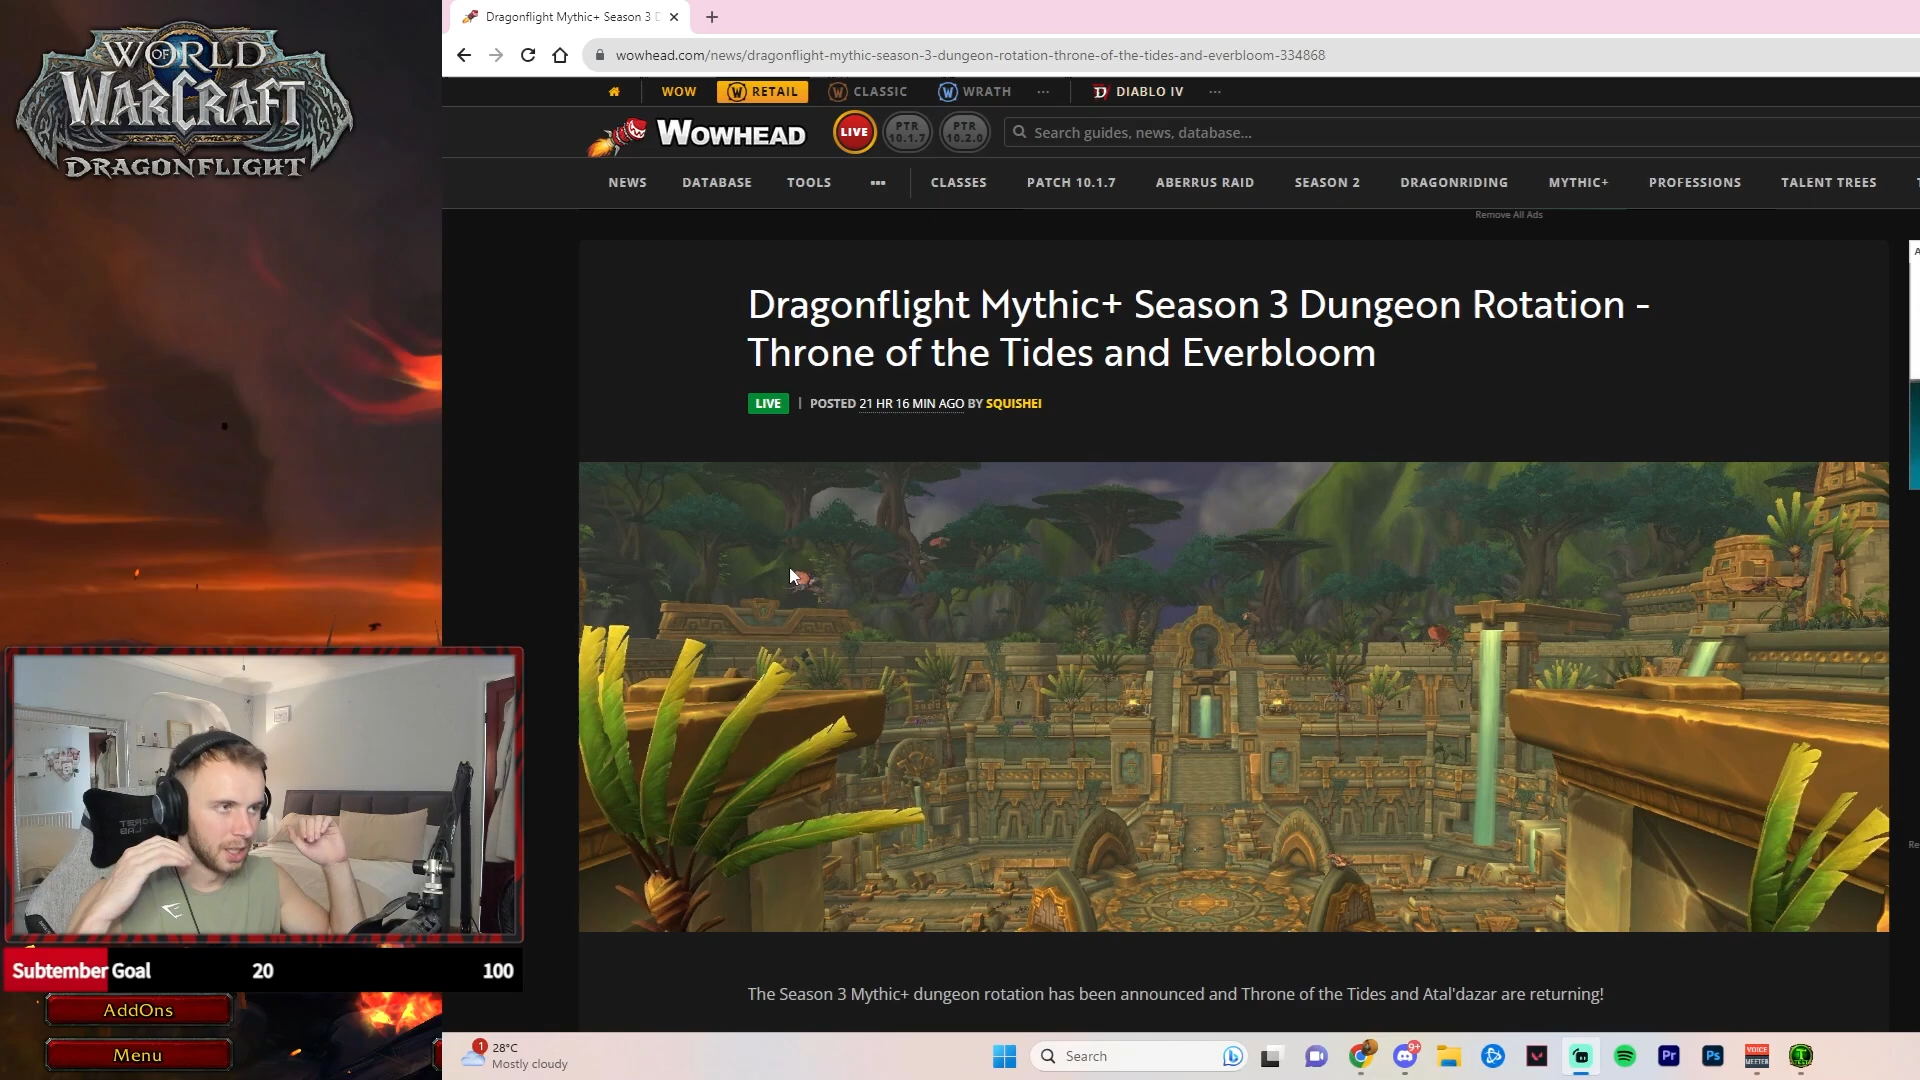 WORLD
OF
WARCRAFT
DRAGONFLIGHT
Dragonflight Mythic+ Season 3 D
wowhead.com/news/dragonflight-mythic-season-3-dungeon-rotation-throne-of-the-tides-and-everbloom-334868
WOW RETAIL CLASSIC WRATH ... DIABLO IV ...
WOWHEAD LIVE PTR 10.1.7 PTR 10.2.0 Search guides, news, database...
NEWS DATABASE TOOLS ... CLASSES PATCH 10.1.7 ABERRUS RAID SEASON 2 DRAGONRIDING MYTHIC+ PROFESSIONS TALENT TREES
Remove All Ads
Dragonflight Mythic+ Season 3 Dungeon Rotation -
Throne of the Tides and Everbloom
LIVE | POSTED 21 HR 16 MIN AGO BY SQUISHEI
The Season 3 Mythic+ dungeon rotation has been announced and Throne of the Tides and Atal'dazar are returning!
Subtember Goal 20 100
AddOns
Menu
1
28°C
Mostly cloudy
Search
9+
Pr
Ps
VOICE
MEETER